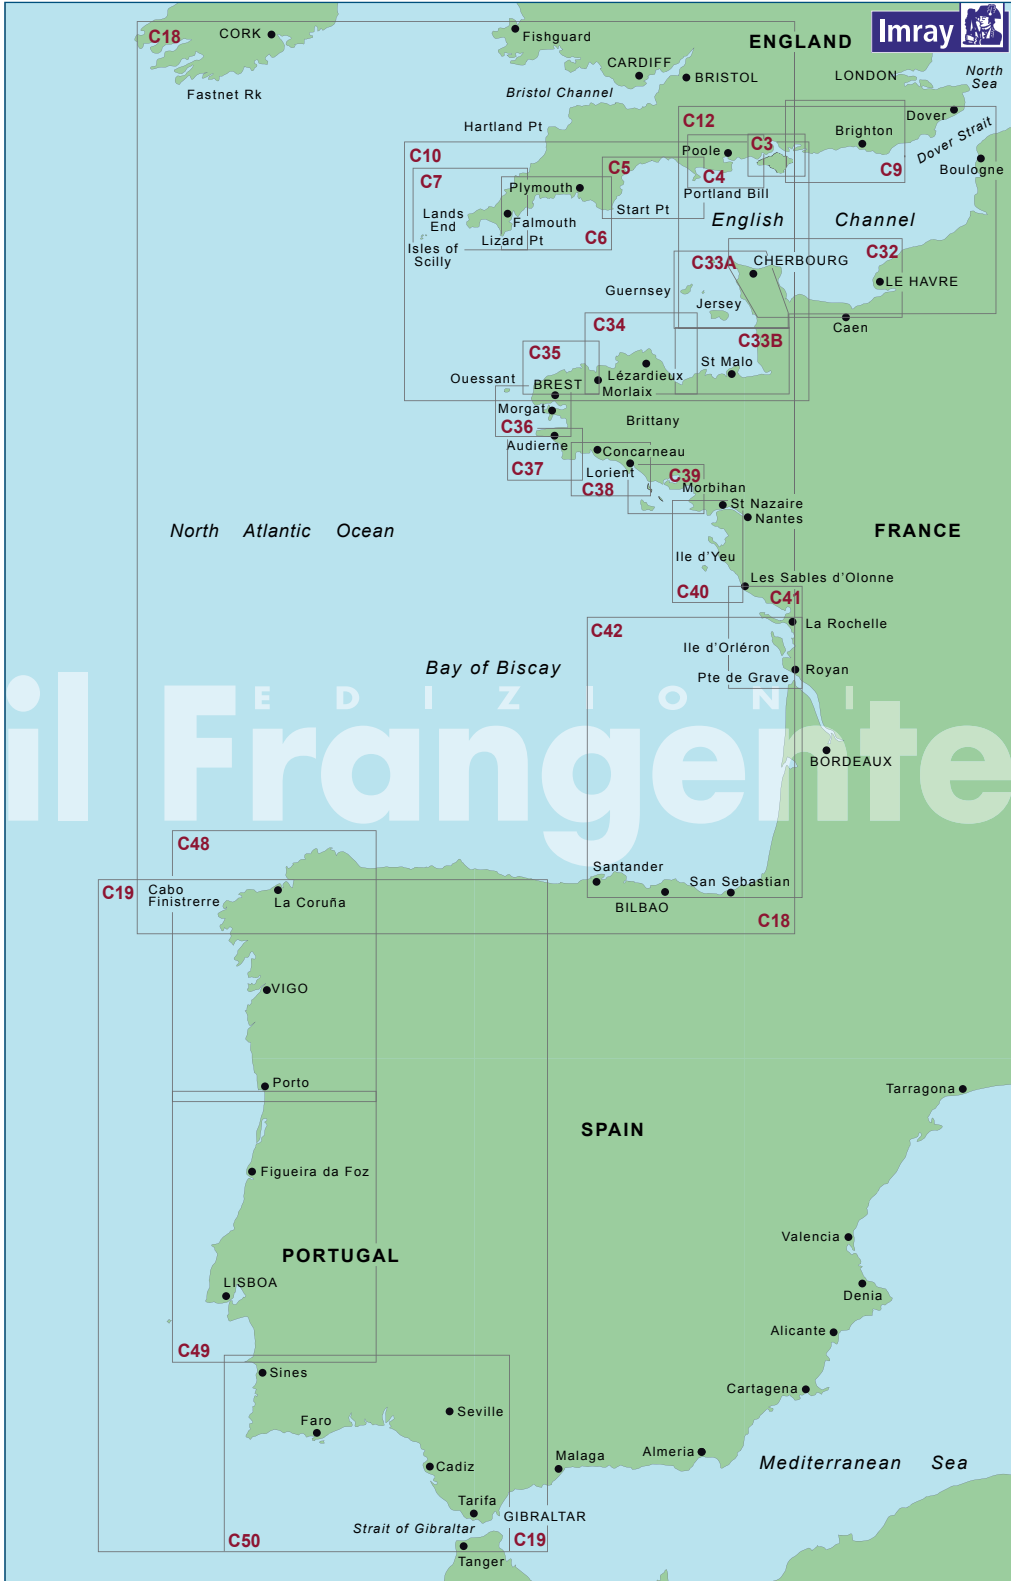 C18
CORK
Fastnet Rk
Fishguard
CARDIFF
BRISTOL
Bristol Channel
ENGLAND
Imray
LONDON
North
Sea
Hartland Pt
Dover
Dover Strait
Boulogne
C12
C3
Brighton
C9
Poole
C4
Portland Bill
C10
C7
C5
Plymouth
Start Pt
Lands
End
Falmouth
Lizard Pt
C6
Isles of
Scilly
English Channel
C33A
CHERBOURG
C32
LE HAVRE
Guernsey
Jersey
Caen
C34
C33B
C35
St Malo
Lézardieux
Morlaix
Ouessant
BREST
Morgat
Brittany
C36
Audierne
C37
Concarneau
Lorient
C38
C39
Morbihan
St Nazaire
Nantes
North Atlantic Ocean
FRANCE
Ile d'Yeu
C40
Les Sables d'Olonne
C41
C42
La Rochelle
Ile d'Orléron
Bay of Biscay
Pte de Grave
Royan
EDIZIONI
il Frangente
BORDEAUX
C48
C19
Cabo
Finistrerre
La Coruña
Santander
BILBAO
San Sebastian
C18
VIGO
Porto
Tarragona
SPAIN
Figueira da Foz
Valencia
PORTUGAL
LISBOA
Denia
Alicante
C49
Sines
Cartagena
Seville
Faro
Almeria
Malaga
Mediterranean Sea
Cadiz
Tarifa
GIBRALTAR
Strait of Gibraltar
C50
C19
Tanger